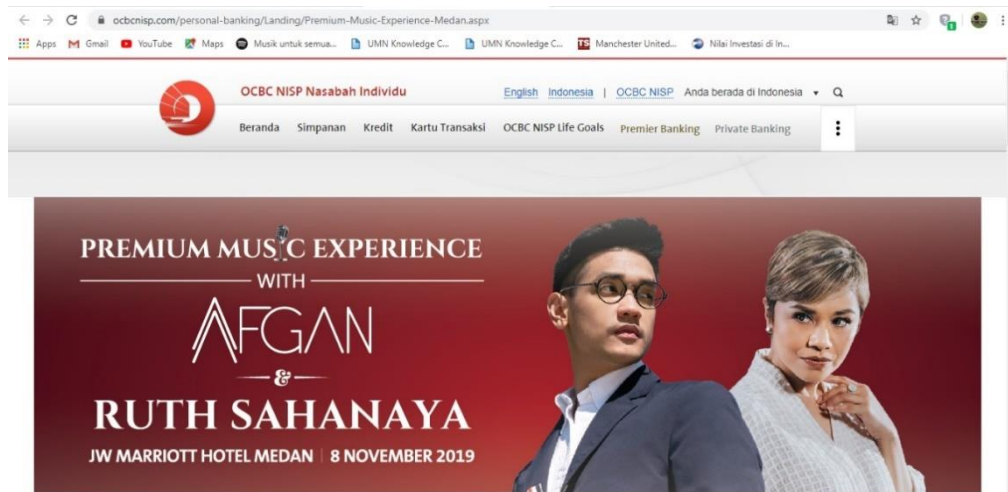 ocbcnisp.com/personal-banking/Landing/Premium-Music-Experience-Medan.aspx
Apps Gmail YouTube Maps Musik untuk semua... UMN Knowledge C... UMN Knowledge C... TS Manchester United... Nilai Investasi di In...
OCBC NISP Nasabah Individu English Indonesia | OCBC NISP Anda berada di Indonesia
Beranda Simpanan Kredit Kartu Transaksi OCBC NISP Life Goals Premier Banking Private Banking
PREMIUM MUSIC EXPERIENCE
WITH
AFGAN
&
RUTH SAHANAYA
JW MARRIOTT HOTEL MEDAN | 8 NOVEMBER 2019